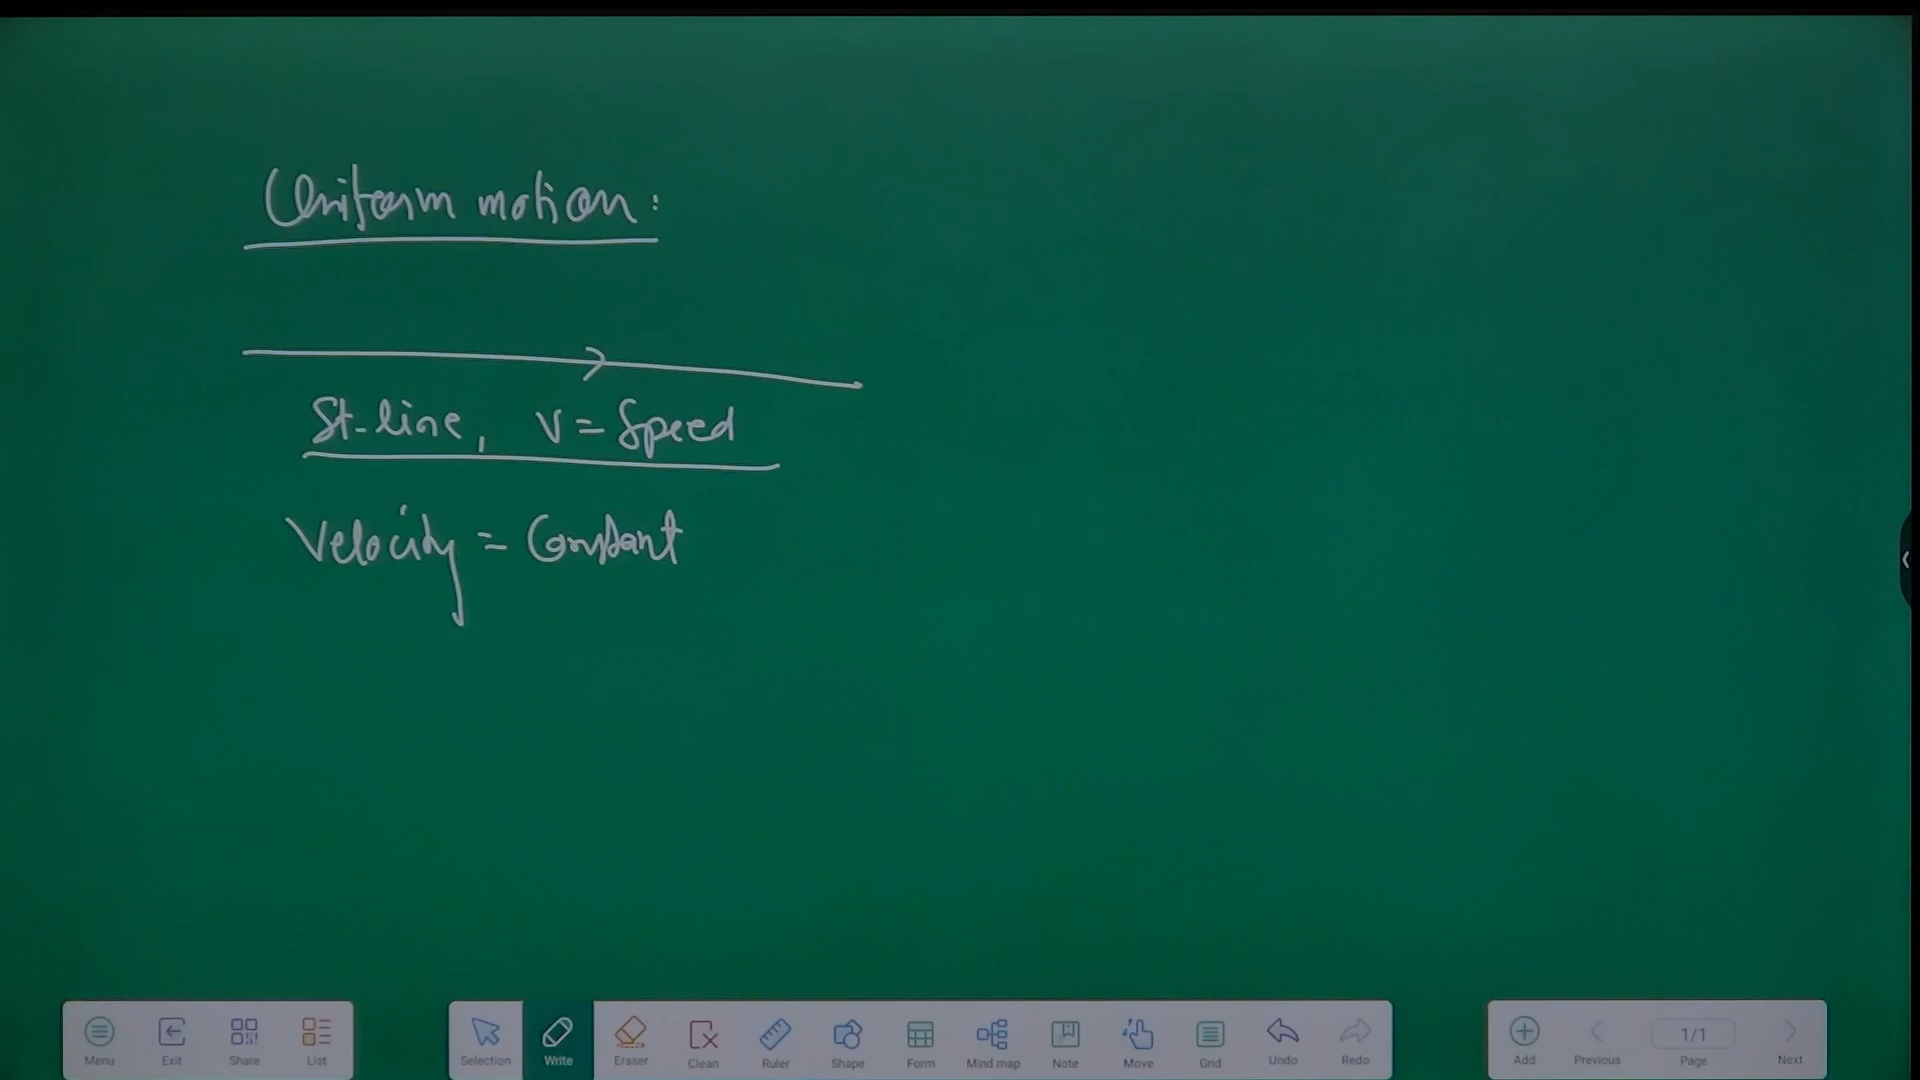 Uniform motion:
St-line, v = Speed
Velocity = Constant
Menu Exit Share List Selection Write Eraser Clean Ruler Shape Form Mind map Note Move Grid Undo Redo Add Previous 1/1 Page Next